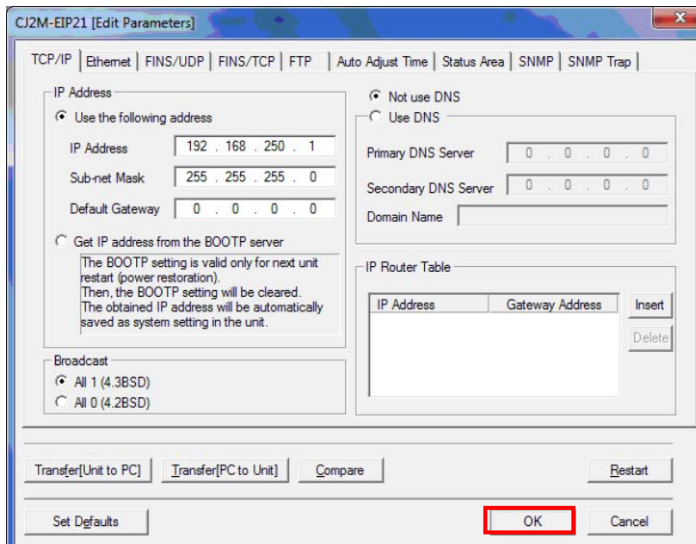 CJ2M-EIP21 [Edit Parameters]
TCP/IP Ethernet FINS/UDP FINS/TCP FTP Auto Adjust Time Status Area SNMP SNMP Trap
IP Address
Use the following address
IP Address 192 . 168 . 250 . 1
Sub-net Mask 255 . 255 . 255 . 0
Default Gateway 0 . 0 . 0 . 0
Get IP address from the BOOTP server
The BOOTP setting is valid only for next unit
restart (power restoration).
Then, the BOOTP setting will be cleared.
The obtained IP address will be automatically
saved as system setting in the unit.
Broadcast
All 1 (4.3BSD)
All 0 (4.2BSD)
Not use DNS
Use DNS
Primary DNS Server 0 . 0 . 0 . 0
Secondary DNS Server 0 . 0 . 0 . 0
Domain Name
IP Router Table
IP Address Gateway Address Insert
Delete
Transfer[Unit to PC] Transfer[PC to Unit] Compare Restart
Set Defaults OK Cancel